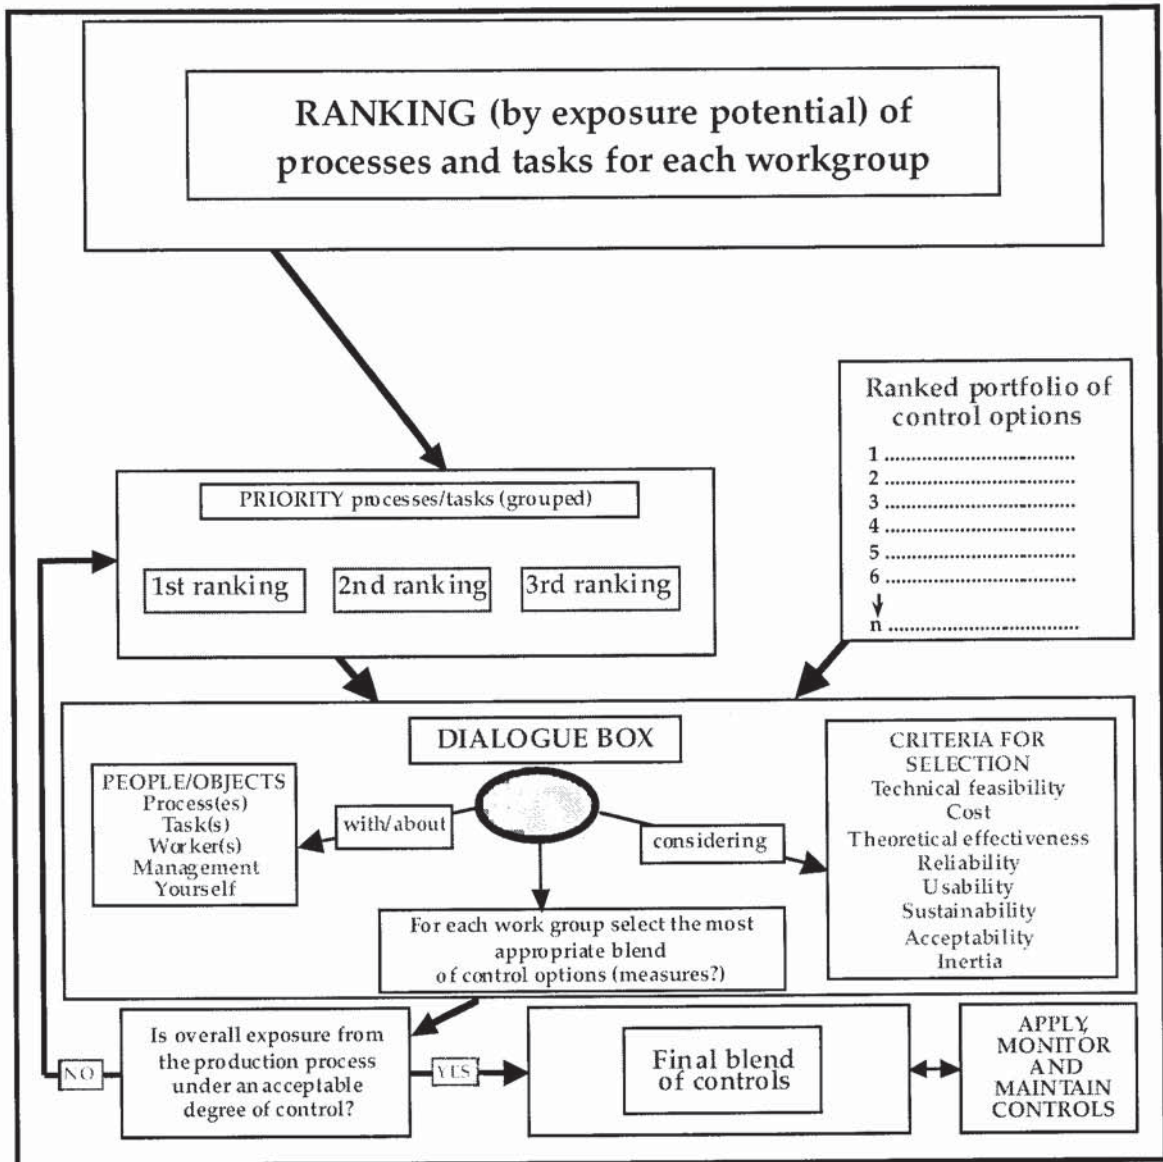 RANKING (by exposure potential) of
processes and tasks for each workgroup
Ranked portfolio of
control options
1 ........................................
2 ........................................
3 ........................................
4 ........................................
5 ........................................
6 ........................................
n ........................................
PRIORITY processes/tasks (grouped)
1st ranking
2nd ranking
3rd ranking
DIALOGUE BOX
PEOPLE/OBJECTS
Process(es)
Task(s)
Worker(s)
Management
Yourself
with/about
considering
CRITERIA FOR
SELECTION
Technical feasibility
Cost
Theoretical effectiveness
Reliability
Usability
Sustainability
Acceptability
Inertia
For each work group select the most
appropriate blend
of control options (measures?)
Is overall exposure from
the production process
under an acceptable
degree of control?
NO
YES
Final blend
of controls
APPLY,
MONITOR
AND
MAINTAIN
CONTROLS